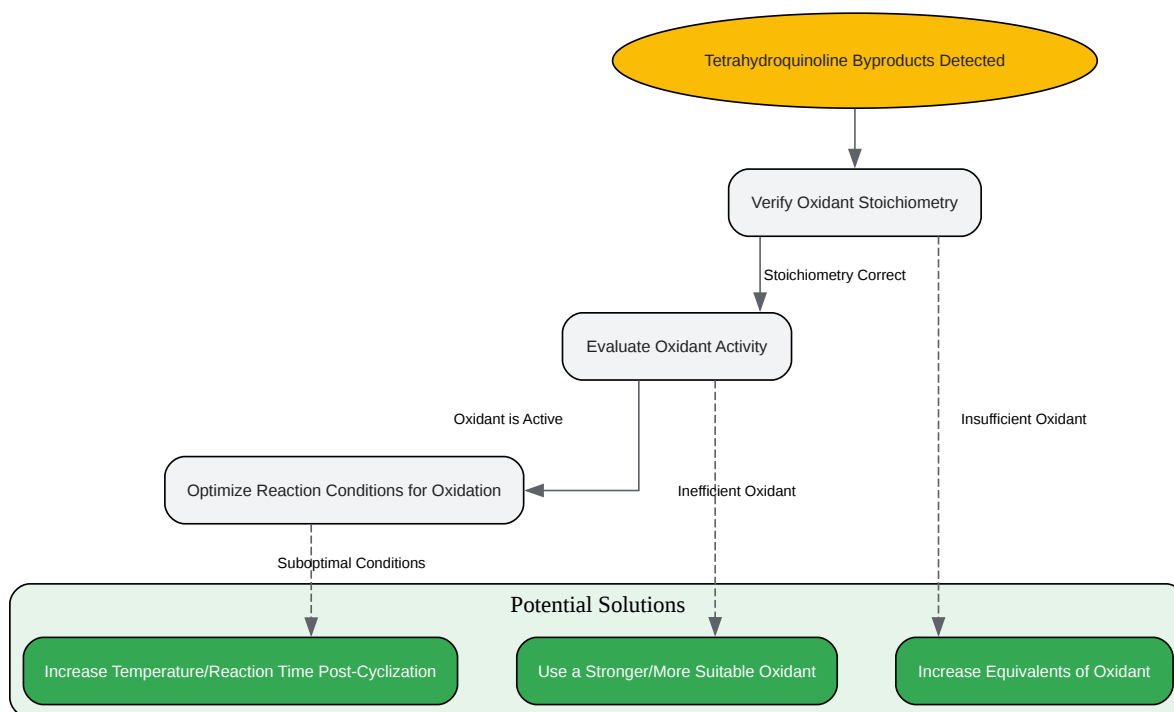 Tetrahydroquinoline Byproducts Detected
Verify Oxidant Stoichiometry
Stoichiometry Correct
Evaluate Oxidant Activity
Oxidant is Active
Insufficient Oxidant
Optimize Reaction Conditions for Oxidation
Inefficient Oxidant
Suboptimal Conditions
Potential Solutions
Increase Temperature/Reaction Time Post-Cyclization
Use a Stronger/More Suitable Oxidant
Increase Equivalents of Oxidant